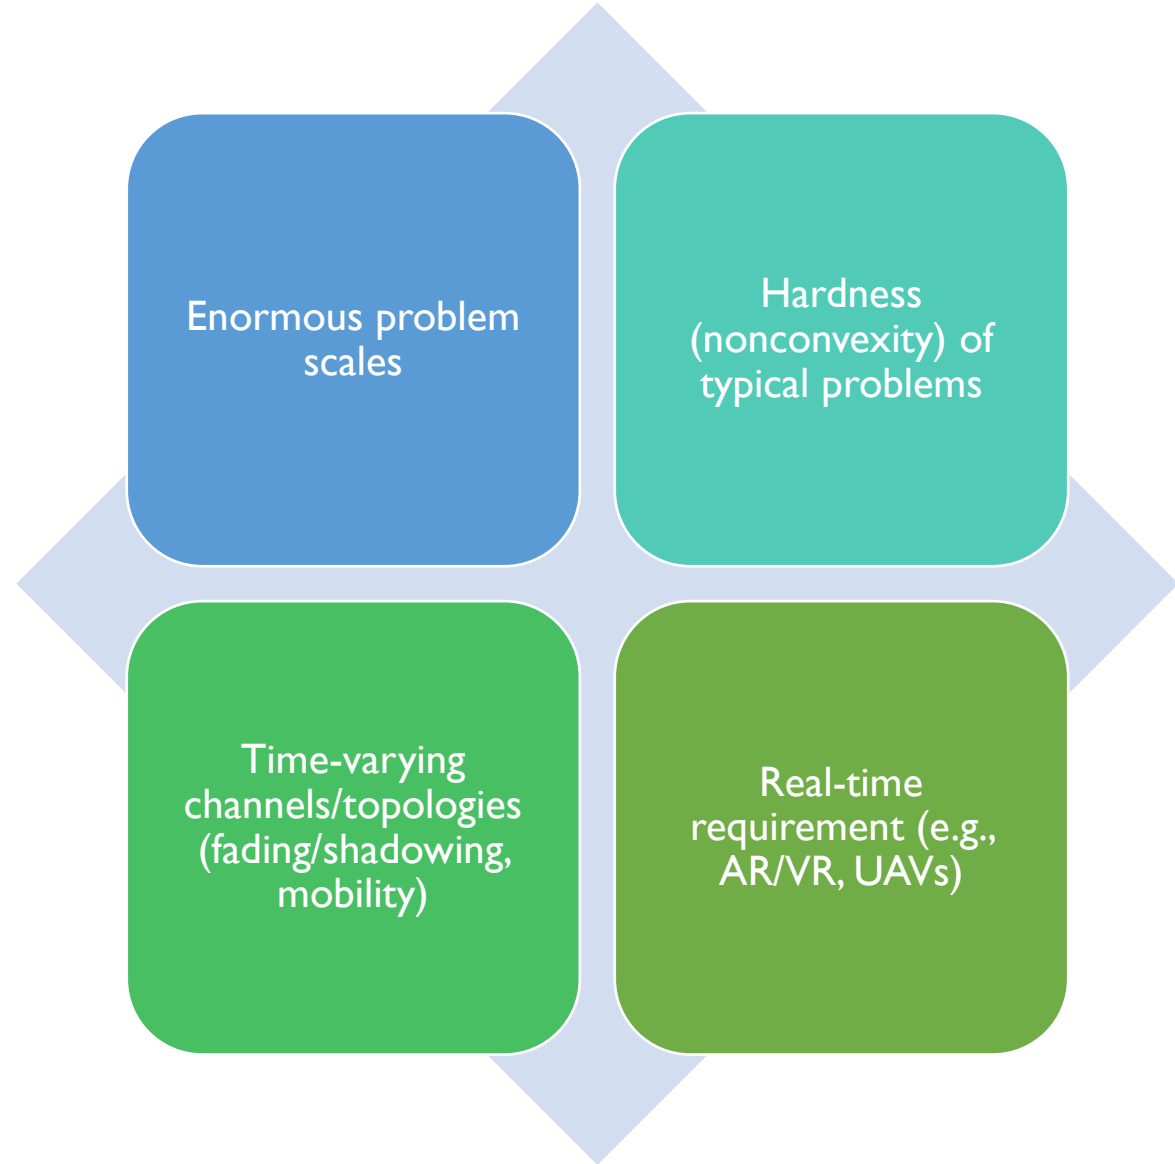 Enormous problem
scales
Hardness
(nonconvexity) of
typical problems
Time-varying
channels/topologies
(fading/shadowing,
mobility)
Real-time
requirement (e.g.,
AR/VR, UAVs)